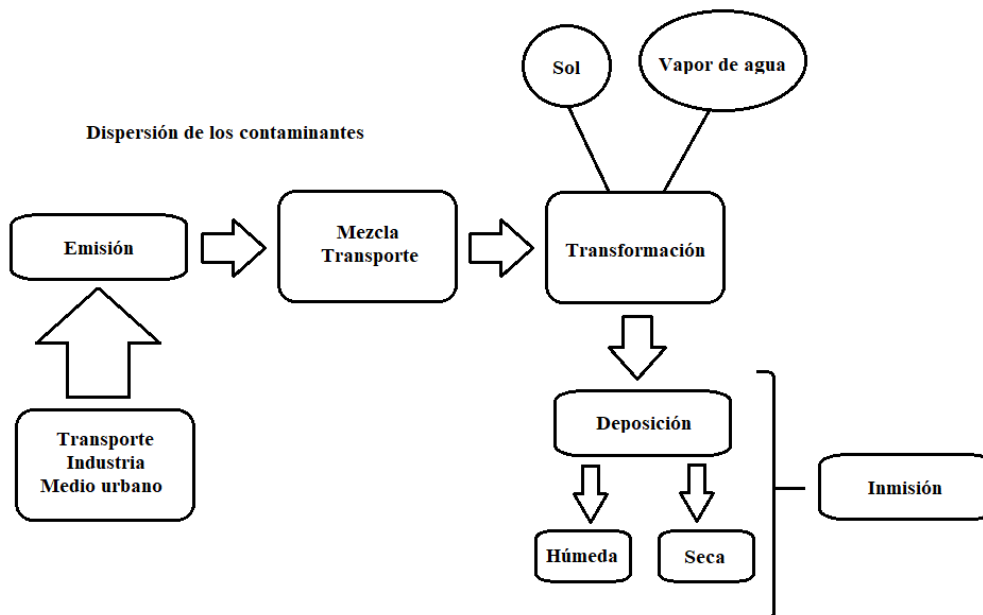 Sol
Vapor de agua
Dispersión de los contaminantes
Emisión
Mezcla
Transporte
Transformación
Transporte
Industria
Medio urbano
Deposición
Húmeda
Seca
Inmisión